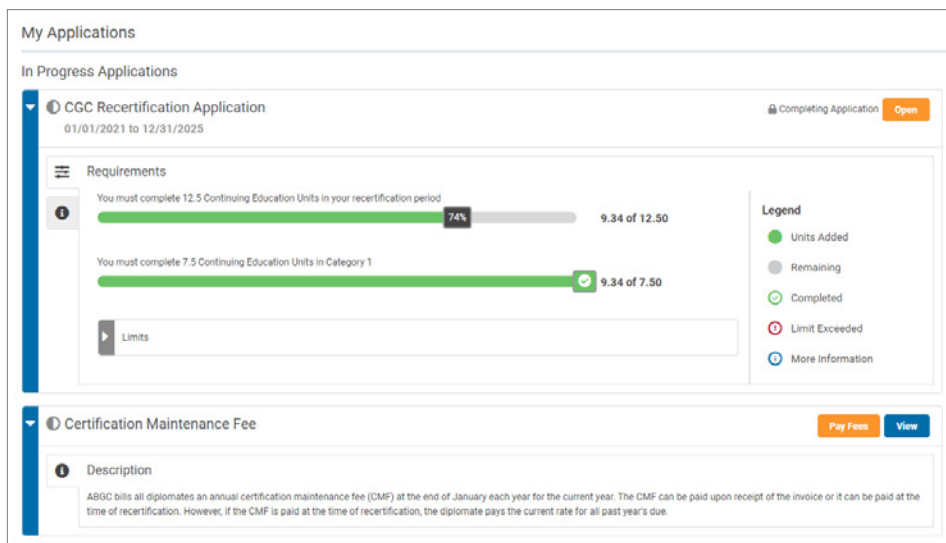 My Applications
In Progress Applications
CGC Recertification Application
Completing Application
Open
01/01/2021 to 12/31/2025
Requirements
You must complete 12.5 Continuing Education Units in your recertification period
74%
9.34 of 12.50
You must complete 7.5 Continuing Education Units in Category 1
9.34 of 7.50
Limits
Legend
Units Added
Remaining
Completed
Limit Exceeded
More Information
Certification Maintenance Fee
Pay Fees
View
Description
ABGC bills all diplomates an annual certification maintenance fee (CMF) at the end of January each year for the current year. The CMF can be paid upon receipt of the invoice or it can be paid at the
time of recertification. However, if the CMF is paid at the time of recertification, the diplomate pays the current rate for all past year's due.